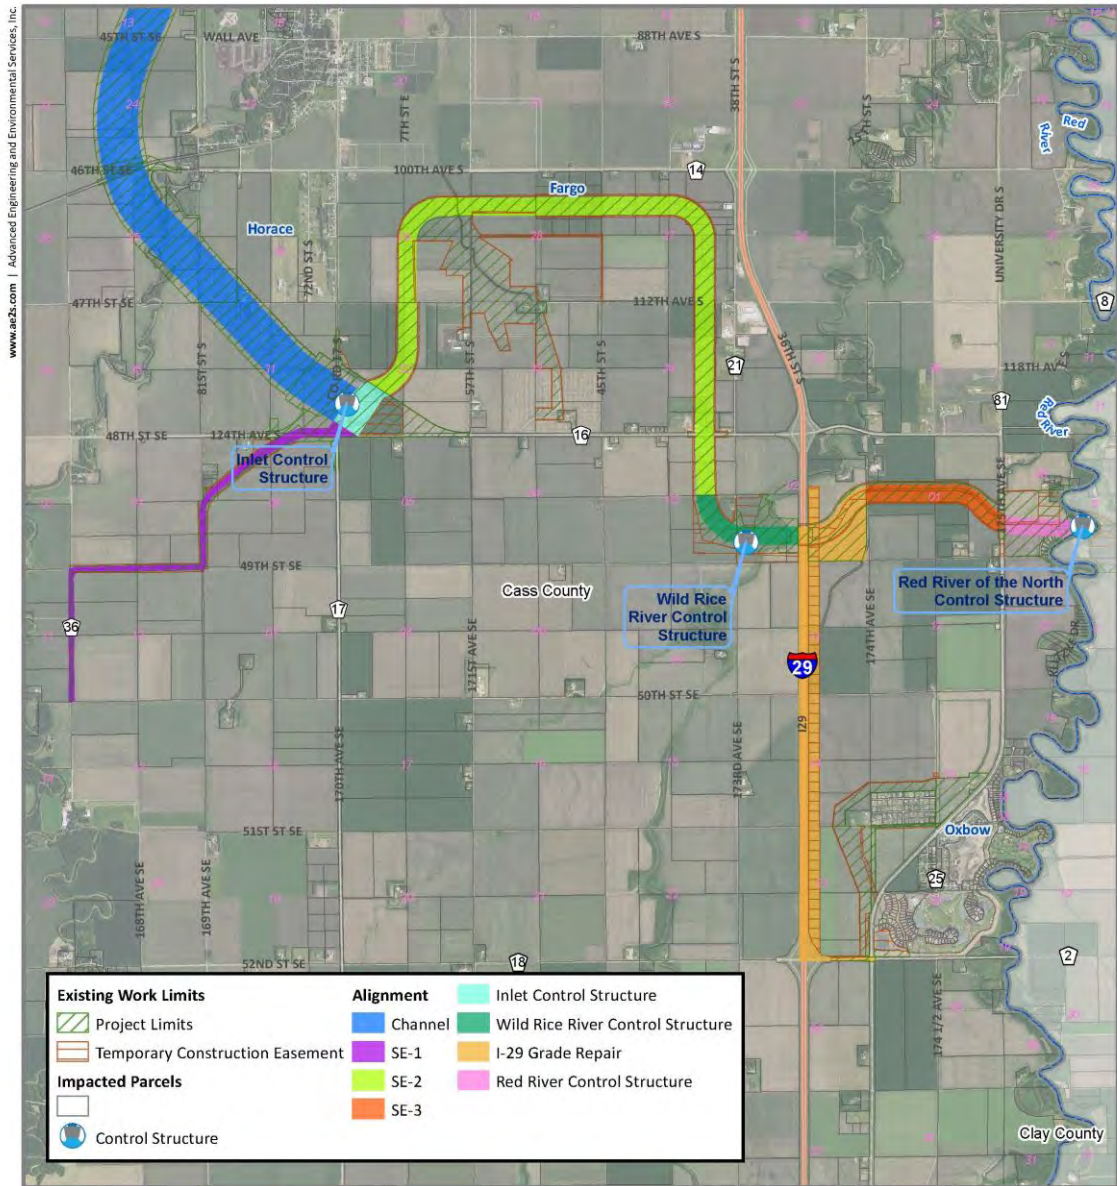 www.ae2s.com | Advanced Engineering and Environmental Services, Inc.
45TH ST SE
WALL AVE
88TH AVE S
38TH ST S
7TH ST E
46TH ST SE
100TH AVE S
14
Fargo
Red
River
Horace
72ND ST S
UNIVERSITY DR S
47TH ST SE
112TH AVE S
8
36TH ST S
81ST ST S
57TH ST S
45TH ST S
21
118TH AVE S
81
Red River
48TH ST SE
124TH AVE S
16
Inlet Control
Structure
175TH AVE SE
49TH ST SE
Cass County
Wild Rice
River Control
Structure
Red River of the North
Control Structure
17
36
174TH AVE SE
171ST AVE SE
29
50TH ST SE
I29
170TH AVE SE
173RD AVE SE
51ST ST SE
Oxbow
25
168TH AVE SE
169TH AVE SE
52ND ST SE
18
2
174 1/2 AVE SE
Existing Work Limits
Project Limits
Temporary Construction Easement
Impacted Parcels
Control Structure
Alignment
Channel
SE-1
SE-2
SE-3
Inlet Control Structure
Wild Rice River Control Structure
I-29 Grade Repair
Red River Control Structure
Clay County